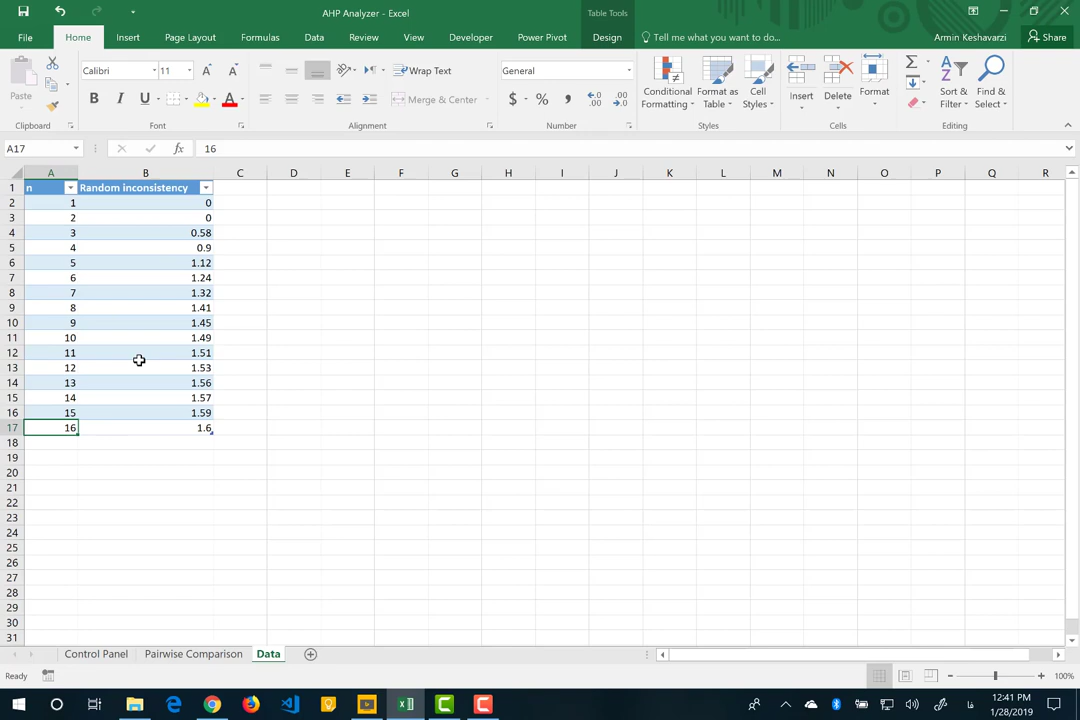 AHP Analyzer - Excel
Table Tools
Armin Keshavarzi
Share
File
Home
Insert
Page Layout
Formulas
Data
Review
View
Developer
Power Pivot
Design
Tell me what you want to do...
Paste
Calibri
11
A
A
B
I
U
A
Wrap Text
Merge & Center
General
$
%
Conditional
Formatting
Format as
Table
Cell
Styles
Insert
Delete
Format
Sort &
Filter
Find &
Select
Clipboard
Font
Alignment
Number
Styles
Cells
Editing
A17
fx
16
A B C D E F G H I J K L M N O P Q R
1 n Random inconsistency
2 1 0
3 2 0
4 3 0.58
5 4 0.9
6 5 1.12
7 6 1.24
8 7 1.32
9 8 1.41
10 9 1.45
11 10 1.49
12 11 1.51
13 12 1.53
14 13 1.56
15 14 1.57
16 15 1.59
17 16 1.6
18
19
20
21
22
23
24
25
26
27
28
29
30
31
Control Panel
Pairwise Comparison
Data
Ready
100%
12:41 PM
فا
1/28/2019